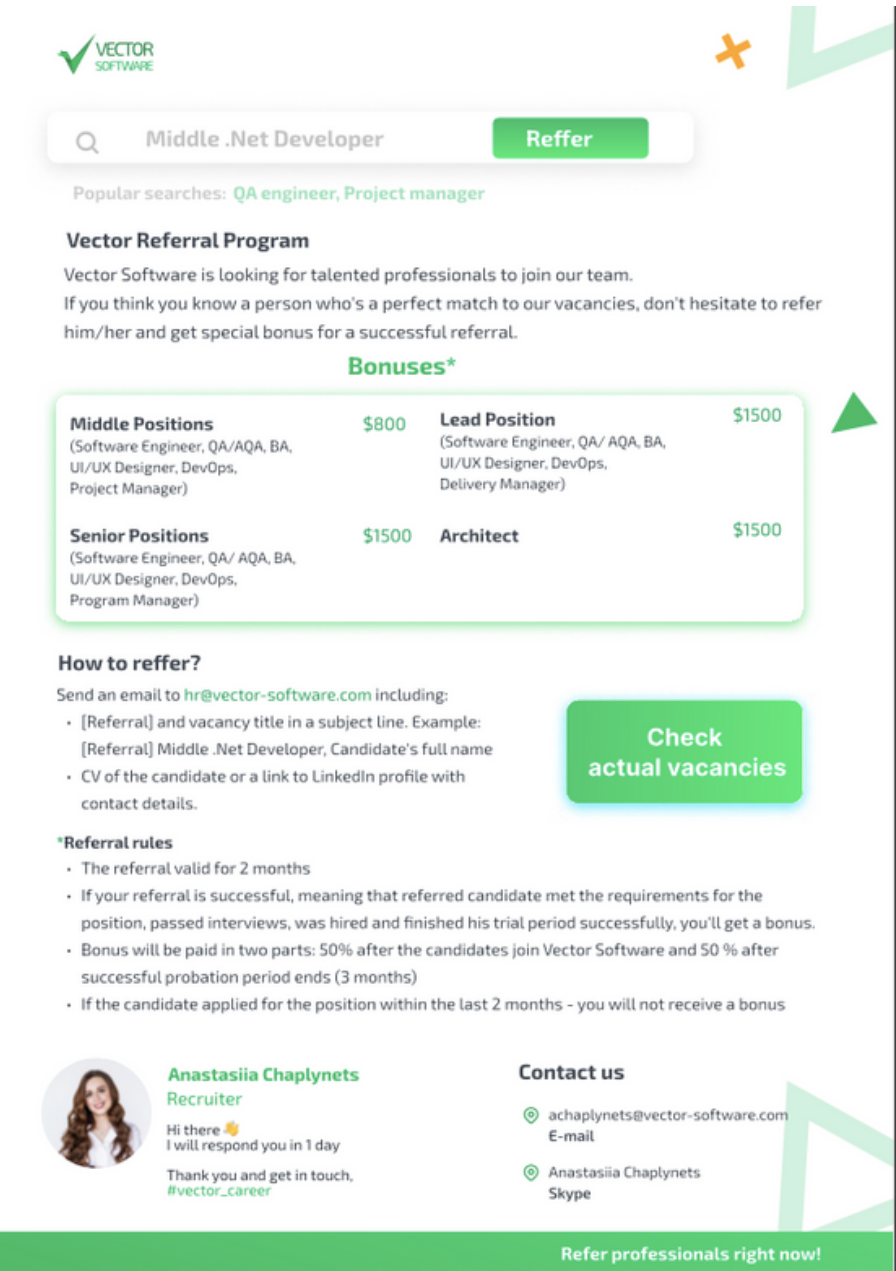 VECTOR
SOFTWARE
Middle .Net Developer
Reffer
Popular searches: QA engineer, Project manager
Vector Referral Program
Vector Software is looking for talented professionals to join our team.
If you think you know a person who's a perfect match to our vacancies, don't hesitate to refer
him/her and get special bonus for a successful referral.
Bonuses*
Middle Positions $800
(Software Engineer, QA/AQA, BA,
UI/UX Designer, DevOps,
Project Manager)
Senior Positions $1500
(Software Engineer, QA/ AQA, BA,
UI/UX Designer, DevOps,
Program Manager)
Lead Position $1500
(Software Engineer, QA/ AQA, BA,
UI/UX Designer, DevOps,
Delivery Manager)
Architect $1500
How to reffer?
Send an email to hr@vector-software.com including:
• [Referral] and vacancy title in a subject line. Example:
[Referral] Middle .Net Developer, Candidate's full name
• CV of the candidate or a link to LinkedIn profile with
contact details.
Check
actual vacancies
*Referral rules
• The referral valid for 2 months
• If your referral is successful, meaning that referred candidate met the requirements for the
position, passed interviews, was hired and finished his trial period successfully, you'll get a bonus.
• Bonus will be paid in two parts: 50% after the candidates join Vector Software and 50 % after
successful probation period ends (3 months)
• If the candidate applied for the position within the last 2 months - you will not receive a bonus
Anastasiia Chaplynets
Recruiter
Hi there 👋
I will respond you in 1 day
Thank you and get in touch,
#vector_career
Contact us
achaplynets@vector-software.com
E-mail
Anastasiia Chaplynets
Skype
Refer professionals right now!